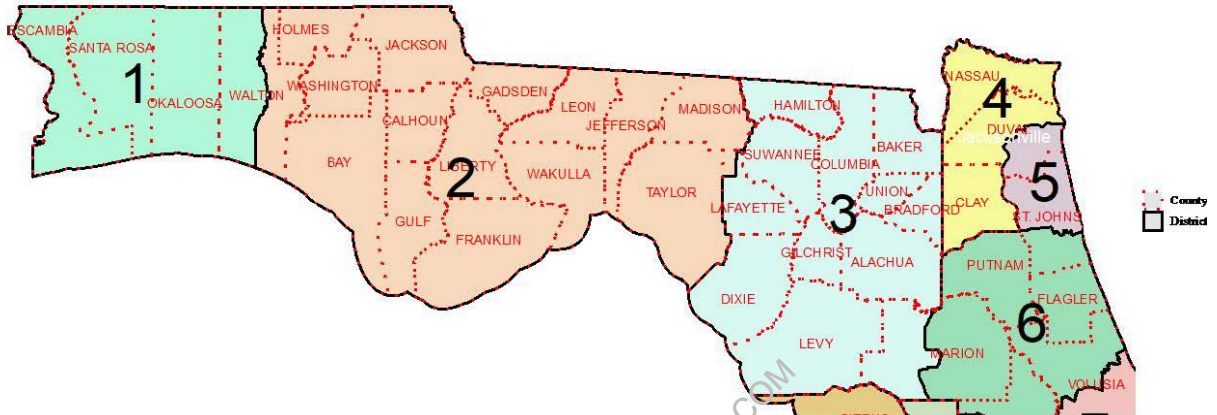 ESCAMBIA
SANTA ROSA
1
OKALOOSA
WALTON
HOLMES
JACKSON
WASHINGTON
CALHOUN
GADSDEN
LEON
JEFFERSON
MADISON
BAY
LIBERTY
2
WAKULLA
TAYLOR
GULF
FRANKLIN
HAMILTON
SUWANNEE
COLUMBIA
BAKER
LAFAYETTE
UNION
BRADFORD
3
GILCHRIST
ALACHUA
DIXIE
LEVY
NASSAU
4
DUVAL
Jacksonville
5
CLAY
ST. JOHNS
PUTNAM
FLAGLER
6
MARION
VOLUSIA
CITRUS
County
District
.COM